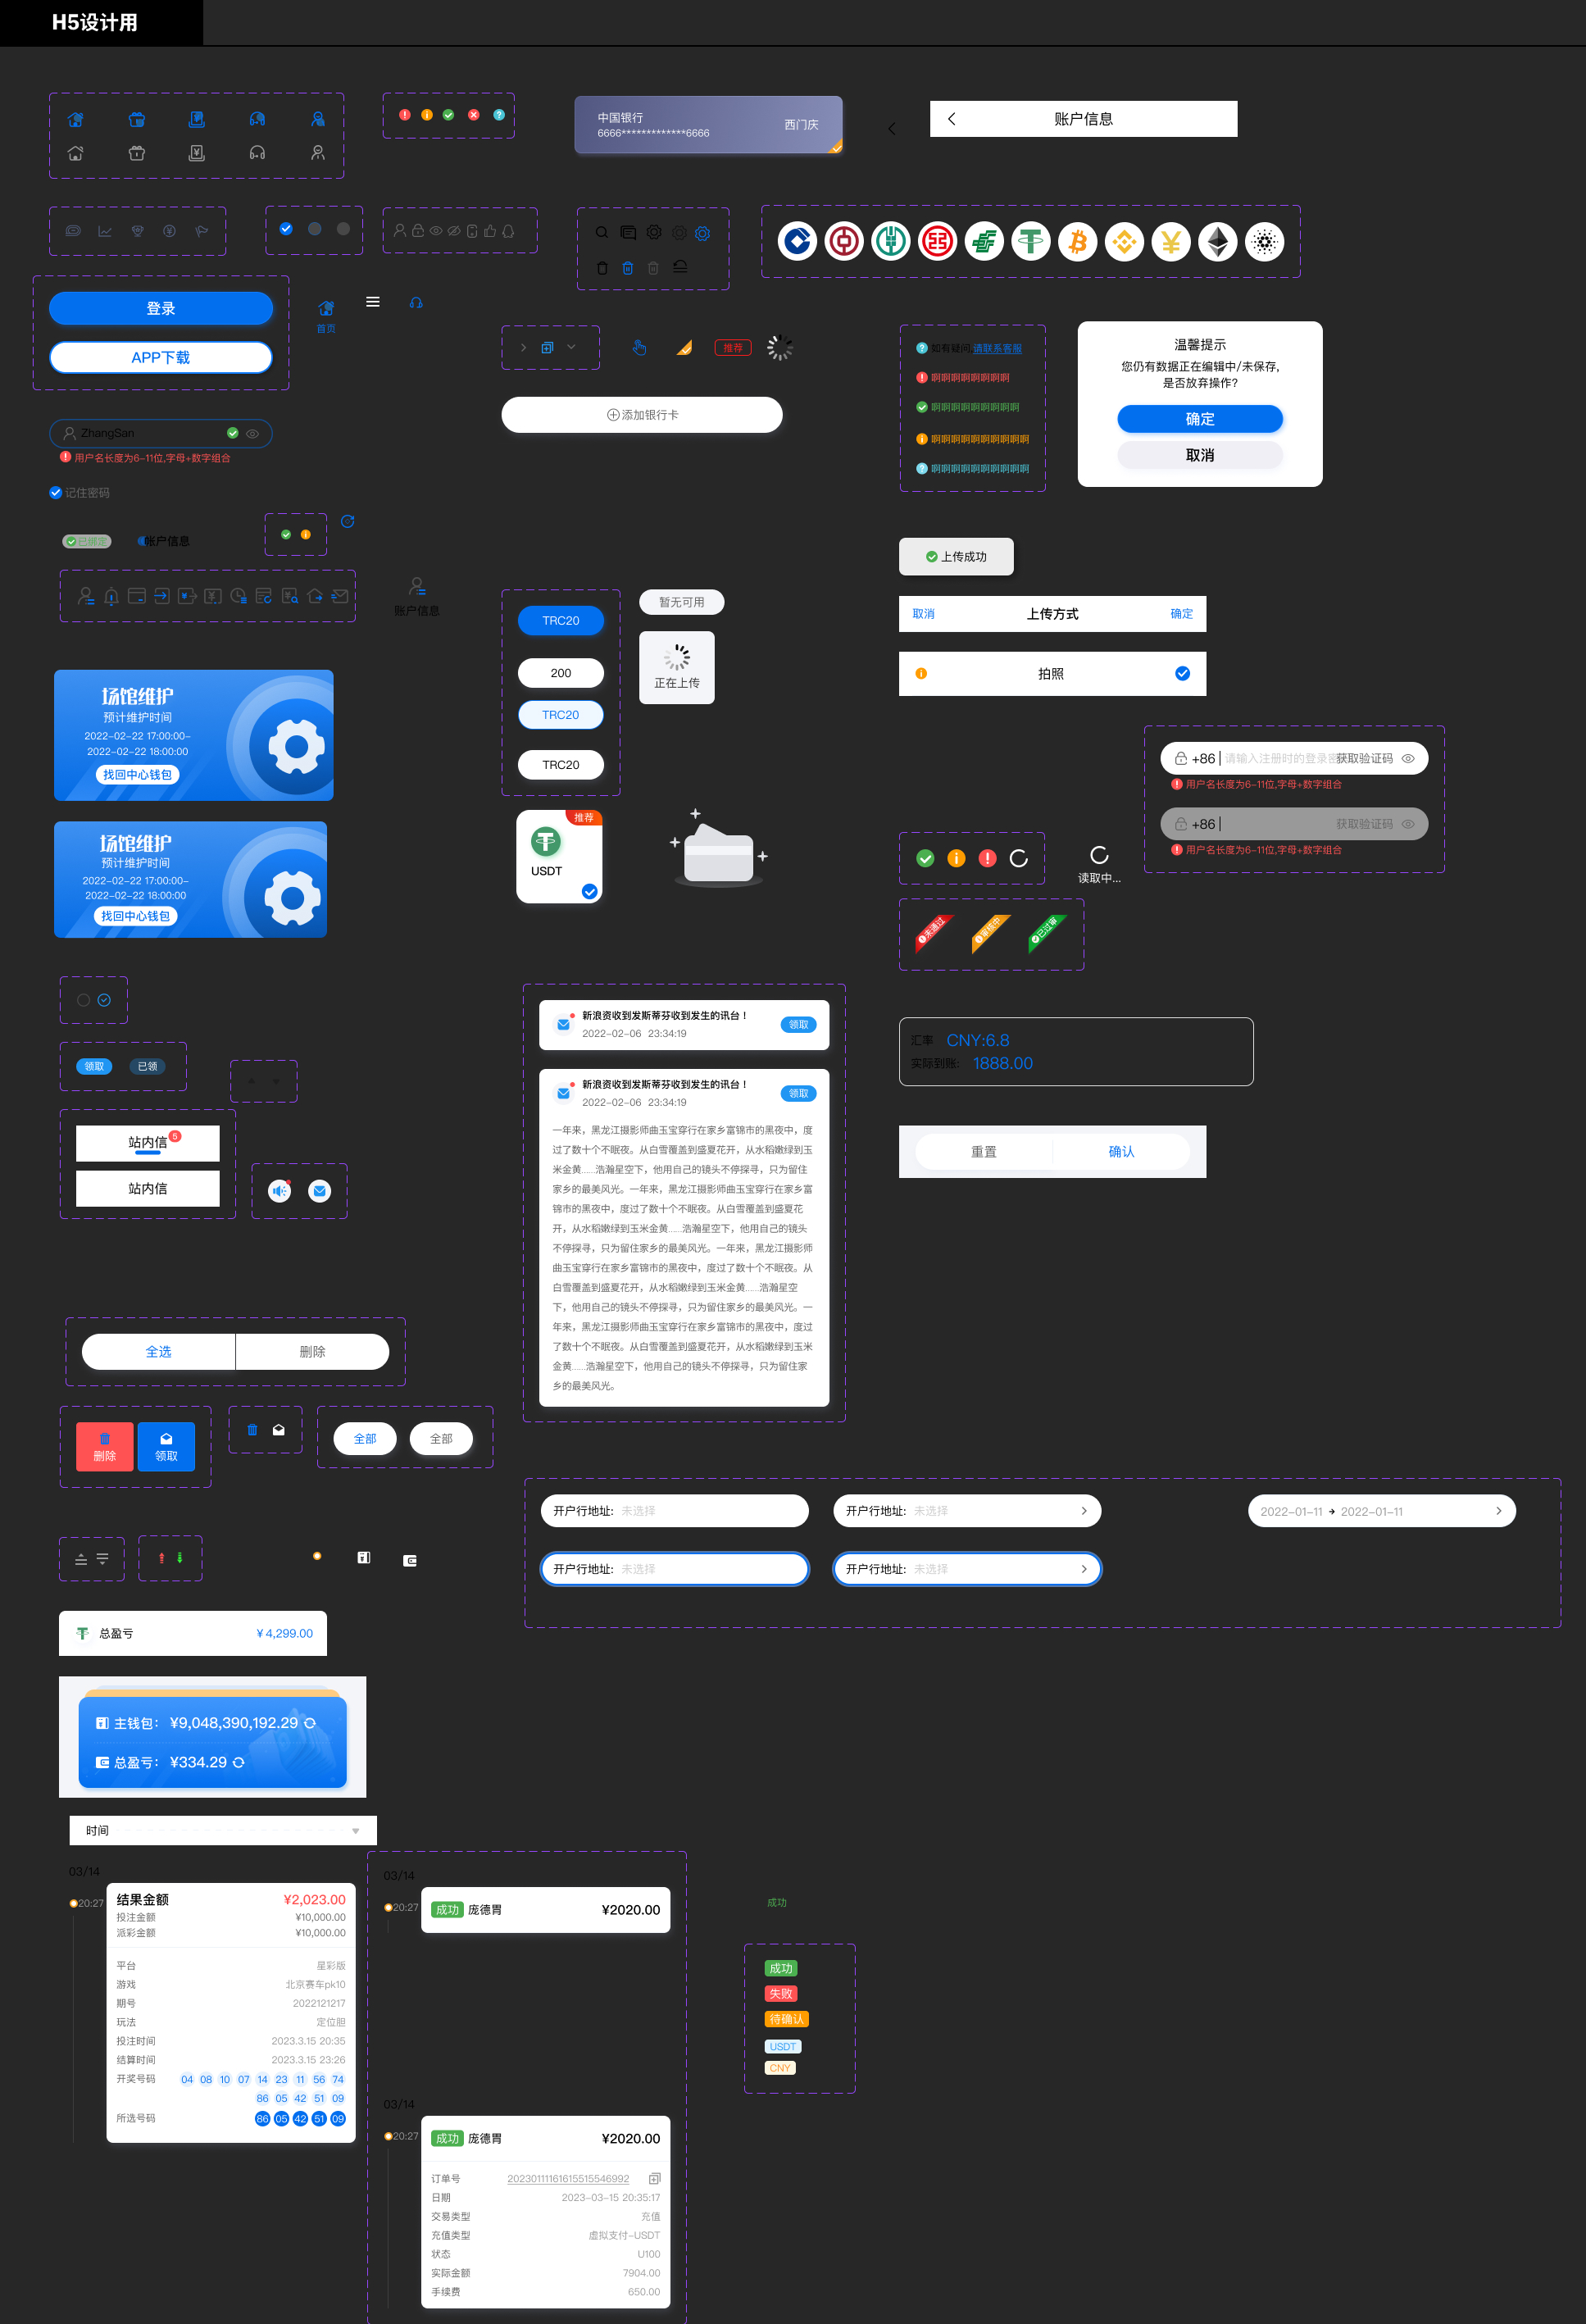 H5设计用
中国银行
6666*************6666
西门庆
账户信息
登录
APP下载
首页
推荐
添加银行卡
如有疑问,请联系客服
啊啊啊啊啊啊啊啊
啊啊啊啊啊啊啊啊啊
啊啊啊啊啊啊啊啊啊啊
啊啊啊啊啊啊啊啊啊啊
温馨提示
您仍有数据正在编辑中/未保存,
是否放弃操作?
确定
取消
ZhangSan
用户名长度为6-11位,字母+数字组合
记住密码
已绑定
帐户信息
账户信息
上传成功
取消
上传方式
确定
拍照
TRC20
200
TRC20
TRC20
暂无可用
正在上传
场馆维护
预计维护时间
2022-02-22 17:00:00-
2022-02-22 18:00:00
找回中心钱包
场馆维护
预计维护时间
2022-02-22 17:00:00-
2022-02-22 18:00:00
找回中心钱包
推荐
USDT
+86
请输入注册时的登录密
获取验证码
用户名长度为6-11位,字母+数字组合
+86
获取验证码
用户名长度为6-11位,字母+数字组合
读取中...
未通过
审核中
已过审
领取
已领
站内信
5
站内信
新浪资收到发斯蒂芬收到发生的讯台！
2022-02-06 23:34:19
领取
新浪资收到发斯蒂芬收到发生的讯台！
2022-02-06 23:34:19
领取
一年来，黑龙江摄影师曲玉宝穿行在家乡富锦市的黑夜中，度
过了数十个不眠夜。从白雪覆盖到盛夏花开，从水稻嫩绿到玉
米金黄……浩瀚星空下，他用自己的镜头不停探寻，只为留住
家乡的最美风光。一年来，黑龙江摄影师曲玉宝穿行在家乡富
锦市的黑夜中，度过了数十个不眠夜。从白雪覆盖到盛夏花
开，从水稻嫩绿到玉米金黄……浩瀚星空下，他用自己的镜头
不停探寻，只为留住家乡的最美风光。一年来，黑龙江摄影师
曲玉宝穿行在家乡富锦市的黑夜中，度过了数十个不眠夜。从
白雪覆盖到盛夏花开，从水稻嫩绿到玉米金黄……浩瀚星空
下，他用自己的镜头不停探寻，只为留住家乡的最美风光。一
年来，黑龙江摄影师曲玉宝穿行在家乡富锦市的黑夜中，度过
了数十个不眠夜。从白雪覆盖到盛夏花开，从水稻嫩绿到玉米
金黄……浩瀚星空下，他用自己的镜头不停探寻，只为留住家
乡的最美风光。
汇率 CNY:6.8
实际到账: 1888.00
重置
确认
全选
删除
删除
领取
全部
全部
开户行地址: 未选择
开户行地址: 未选择
2022-01-11 → 2022-01-11
开户行地址: 未选择
开户行地址: 未选择
总盈亏
¥ 4,299.00
主钱包： ¥9,048,390,192.29
总盈亏： ¥334.29
时间
03/14
20:27
结果金额 ¥2,023.00
投注金额 ¥10,000.00
派彩金额 ¥10,000.00
平台 星彩版
游戏 北京赛车pk10
期号 2022121217
玩法 定位胆
投注时间 2023.3.15 20:35
结算时间 2023.3.15 23:26
开奖号码 04 08 10 07 14 23 11 56 74
86 05 42 51 09
所选号码 86 05 42 51 09
03/14
20:27
成功 庞德胃 ¥2020.00
成功
成功
失败
待确认
USDT
CNY
03/14
20:27
成功 庞德胃 ¥2020.00
订单号 20230111161615515546992
日期 2023-03-15 20:35:17
交易类型 充值
充值类型 虚拟支付-USDT
状态 U100
实际金额 7904.00
手续费 650.00